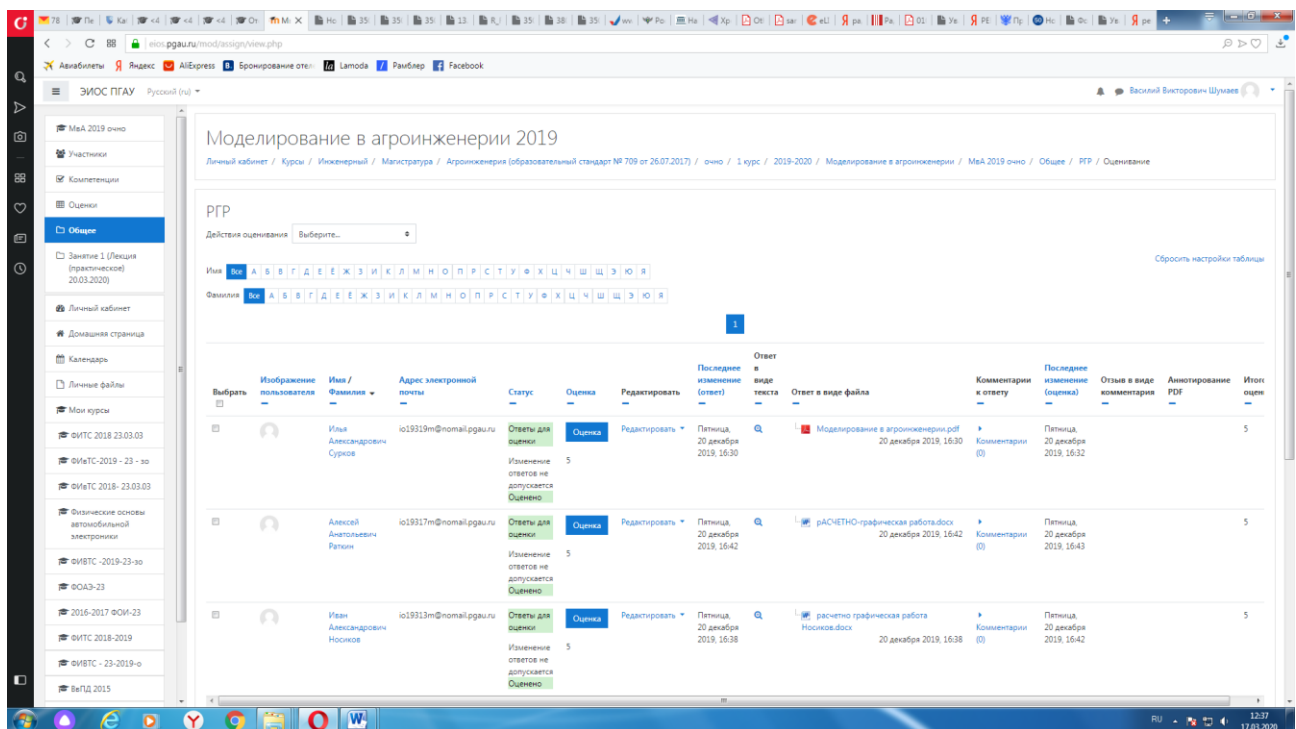 eios.pgau.ru/mod/assign/view.php
Авиабилеты Яндекс AliExpress Бронирование отел Lamoda Рамблер Facebook
ЭИОС ПГАУ Русский (ru)
Василий Викторович Шумаев
МвА 2019 очно
Участники
Компетенции
Оценки
Общее
Занятие 1 (Лекция
(практическое)
20.03.2020)
Личный кабинет
Домашняя страница
Календарь
Личные файлы
Мои курсы
ФИТС 2018 23.03.03
ФИвТС-2019 - 23 - зо
ФИвТС 2018- 23.03.03
Физические основы
автомобильной
электроники
ФИВТС -2019-23-зо
ФОАЭ-23
2016-2017 ФОИ-23
ФИТС 2018-2019
ФИВТС - 23-2019-о
ВвПД 2015
Моделирование в агроинженерии 2019
Личный кабинет / Курсы / Инженерный / Магистратура / Агроинженерия (образовательный стандарт № 709 от 26.07.2017) / очно / 1 курс / 2019-2020 / Моделирование в агроинженерии / МвА 2019 очно / Общее / РГР / Оценивание
РГР
Действия оценивания Выберите...
Сбросить настройки таблицы
Имя Все А Б В Г Д Е Ё Ж З И К Л М Н О П Р С Т У Ф Х Ц Ч Ш Щ Э Ю Я
Фамилия Все А Б В Г Д Е Ё Ж З И К Л М Н О П Р С Т У Ф Х Ц Ч Ш Щ Э Ю Я
1
Выбрать
Изображение
пользователя
Имя /
Фамилия
Адрес электронной
почты
Статус
Оценка
Редактировать
Последнее
изменение
(ответ)
Ответ
в
виде
текста
Ответ в виде файла
Комментарии
к ответу
Последнее
изменение
(оценка)
Отзыв в виде
комментария
Аннотирование
PDF
Итого
оцен
Илья
Александрович
Сурков
io19319m@nomail.pgau.ru
Ответы для
оценки
Изменение
ответов не
допускается
Оценено
Оценка
5
Редактировать
Пятница,
20 декабря
2019, 16:30
Моделирование в агроинженерии.pdf
20 декабря 2019, 16:30
Комментарии
(0)
Пятница,
20 декабря
2019, 16:32
5
Алексей
Анатольевич
Раткин
io19317m@nomail.pgau.ru
Ответы для
оценки
Изменение
ответов не
допускается
Оценено
Оценка
5
Редактировать
Пятница,
20 декабря
2019, 16:42
рАСЧЕТНО-графическая работа.docx
20 декабря 2019, 16:42
Комментарии
(0)
Пятница,
20 декабря
2019, 16:43
5
Иван
Александрович
Носиков
io19313m@nomail.pgau.ru
Ответы для
оценки
Изменение
ответов не
допускается
Оценено
Оценка
5
Редактировать
Пятница,
20 декабря
2019, 16:38
расчетно графическая работа
Носиков.docx
20 декабря 2019, 16:38
Комментарии
(0)
Пятница,
20 декабря
2019, 16:42
5
RU
12:37
17.03.2020